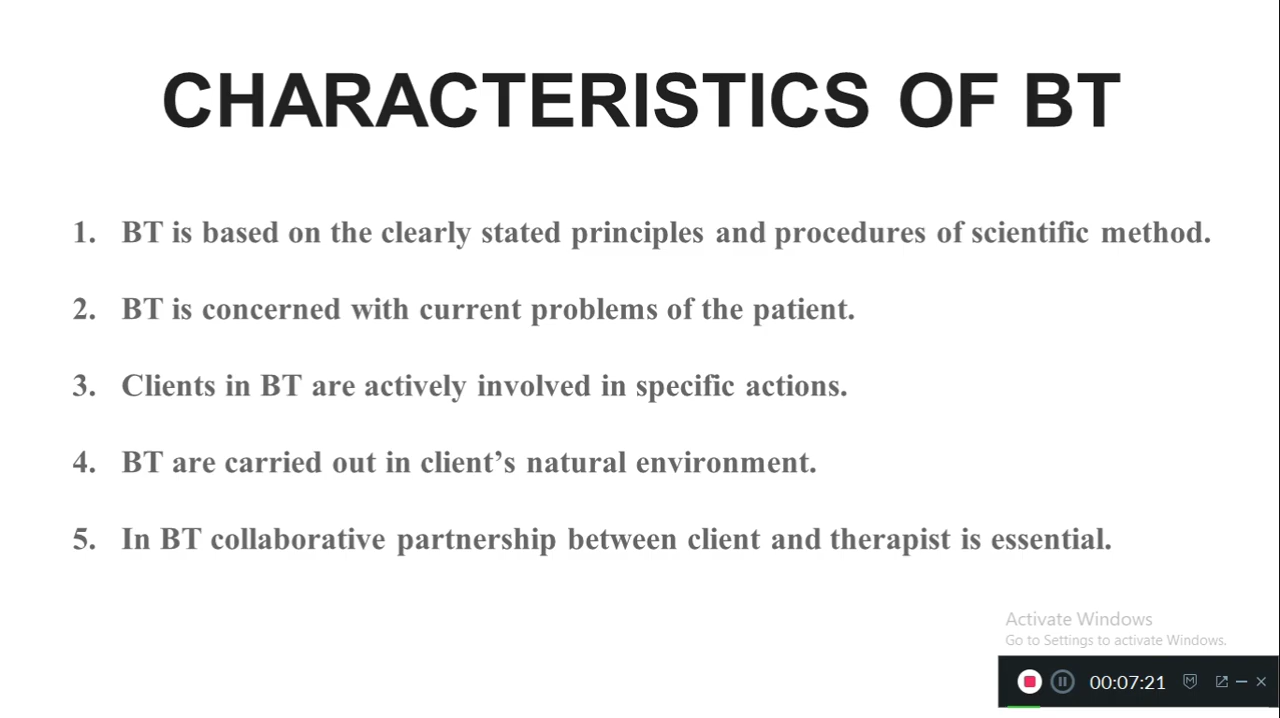 CHARACTERISTICS OF BT
1. BT is based on the clearly stated principles and procedures of scientific method.
2. BT is concerned with current problems of the patient.
3. Clients in BT are actively involved in specific actions.
4. BT are carried out in client’s natural environment.
5. In BT collaborative partnership between client and therapist is essential.
Activate Windows
Go to Settings to activate Windows.
00:07:21